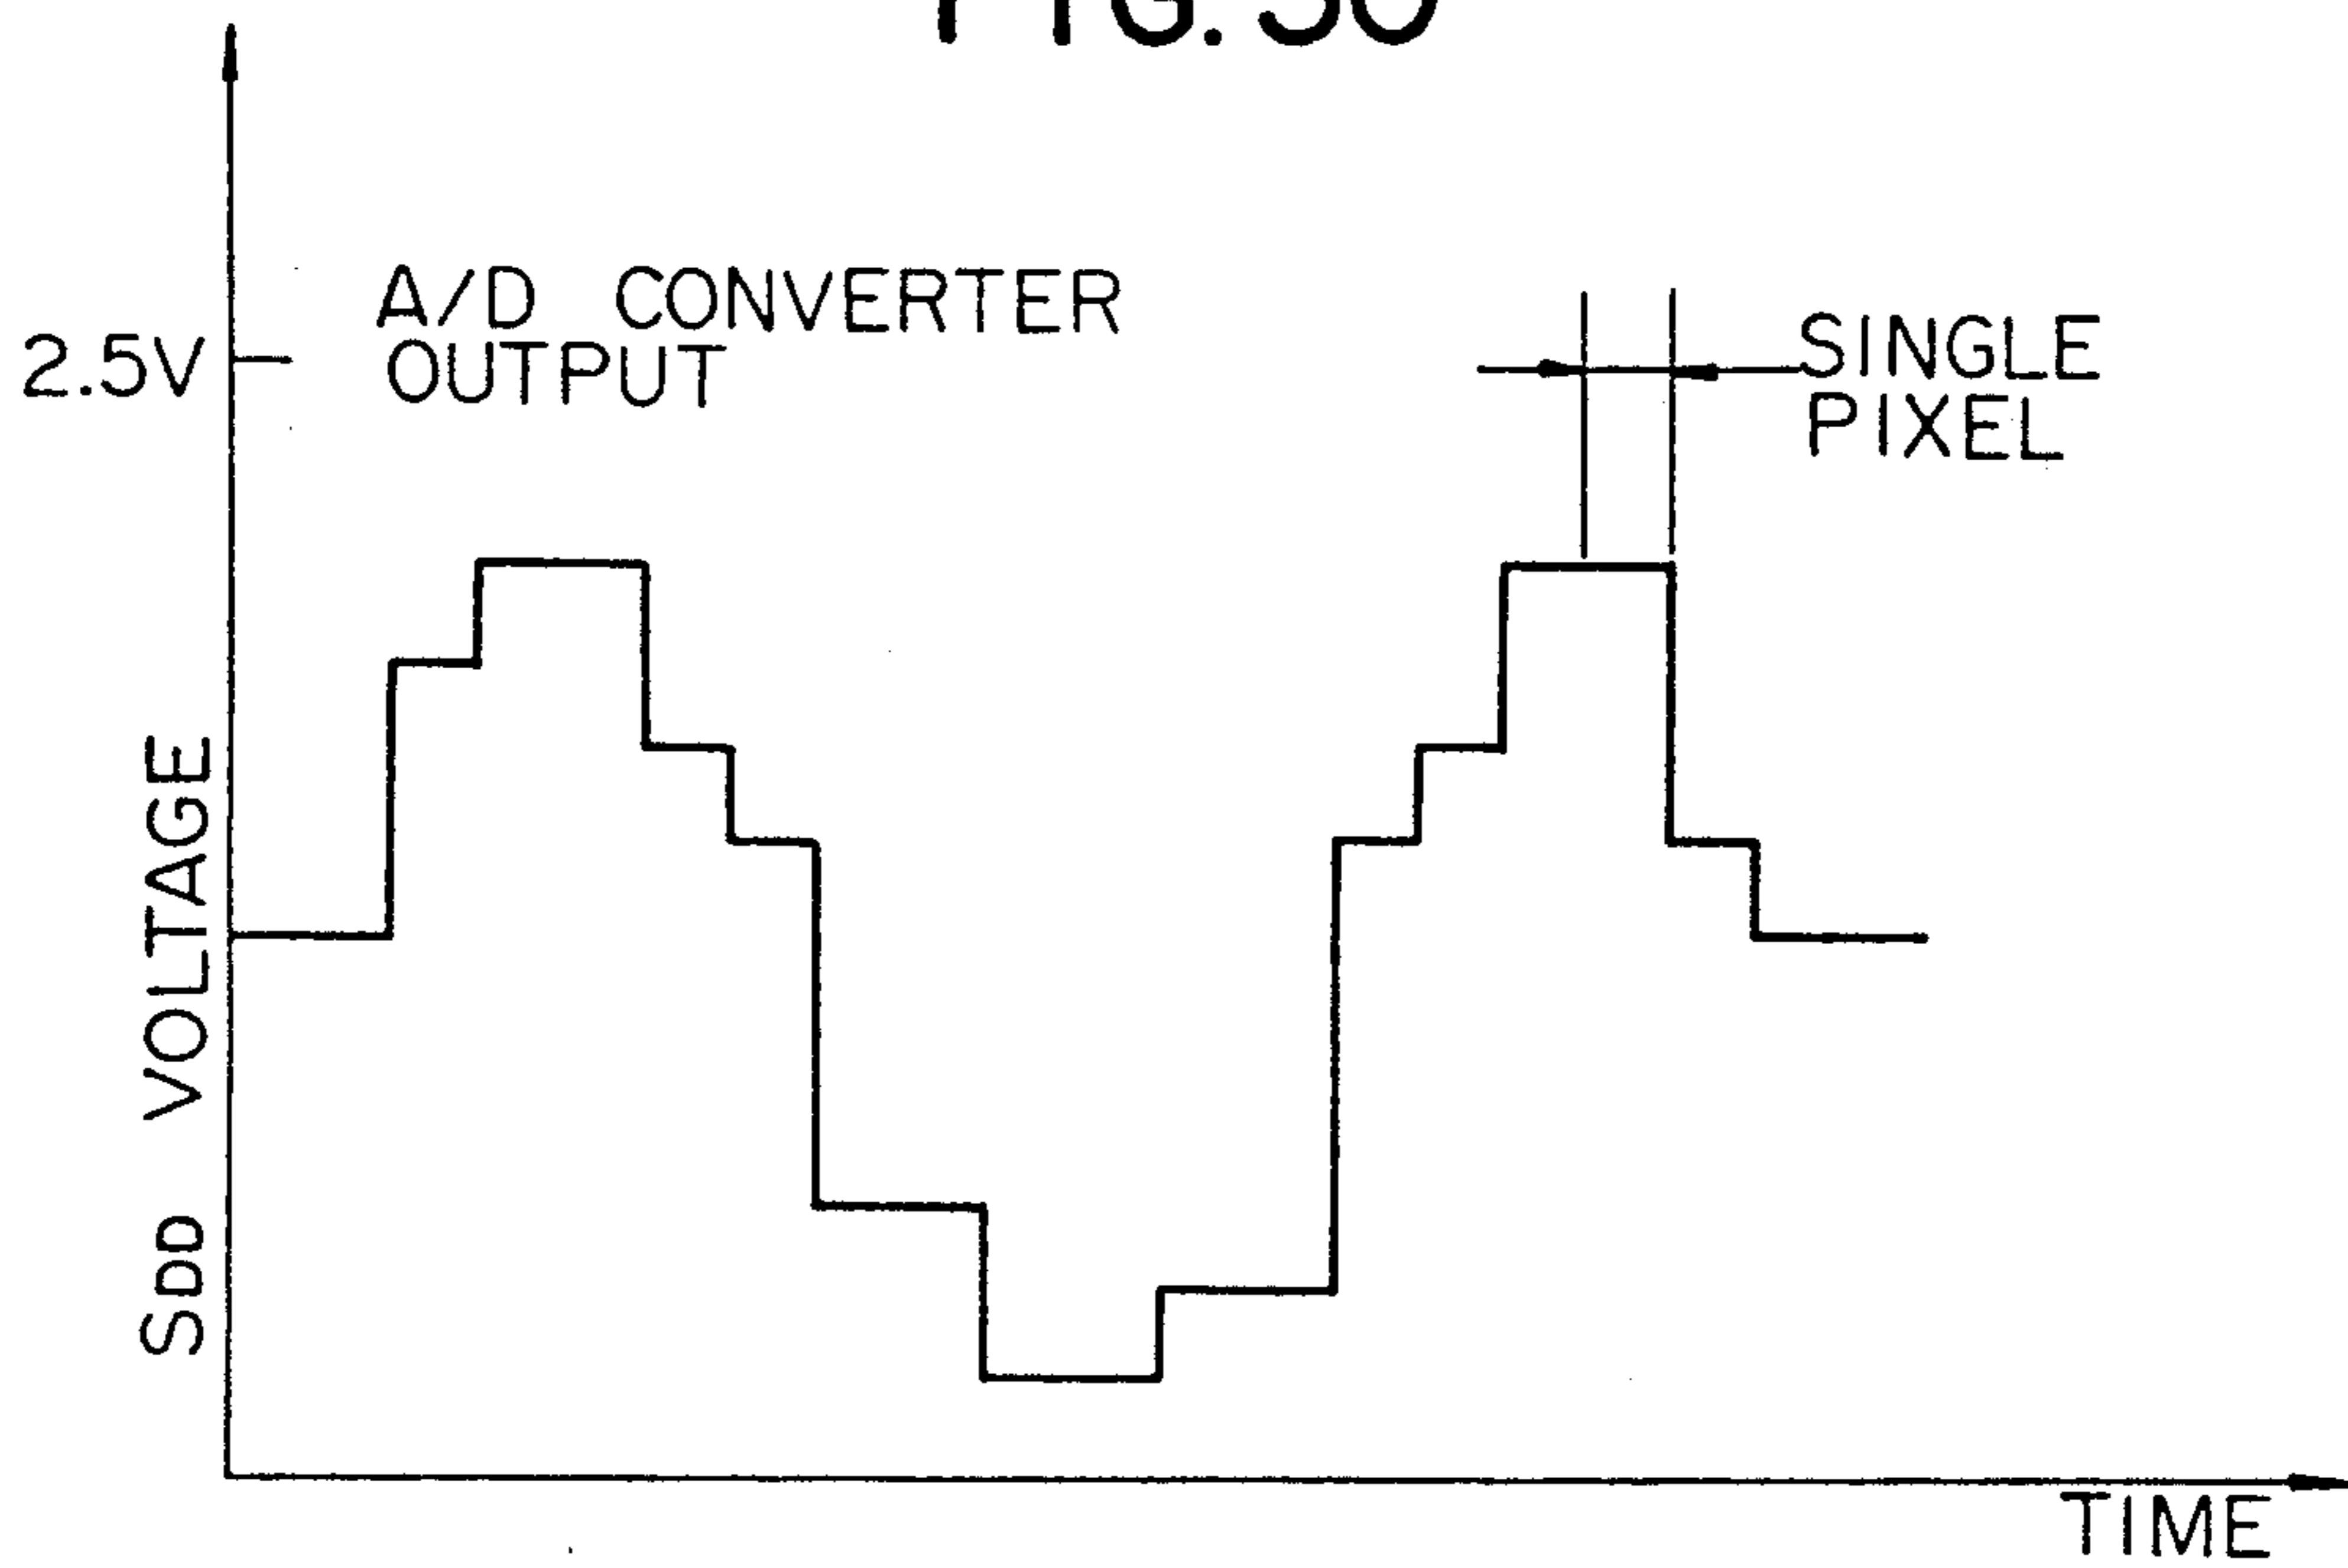 A/D CONVERTER
OUTPUT
2.5V
SINGLE
PIXEL
SDD VOLTAGE
TIME